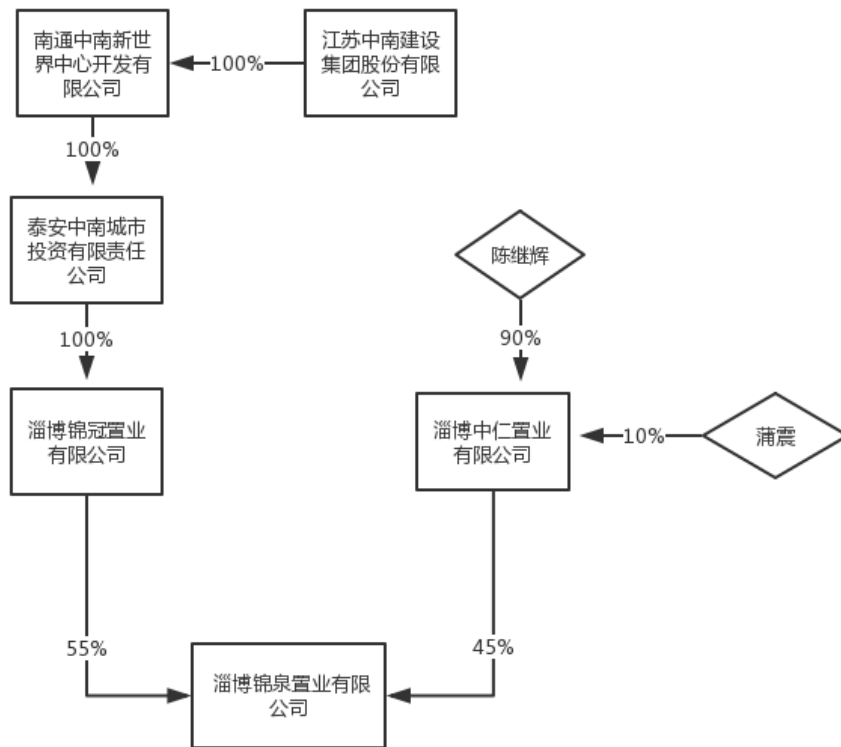 南通中南新世
界中心开发有
限公司
100%
江苏中南建设
集团股份有限
公司
100%
泰安中南城市
投资有限责任
公司
陈继辉
100%
90%
淄博锦冠置业
有限公司
淄博中仁置业
有限公司
10%
蒲震
55%
45%
淄博锦泉置业有限
公司